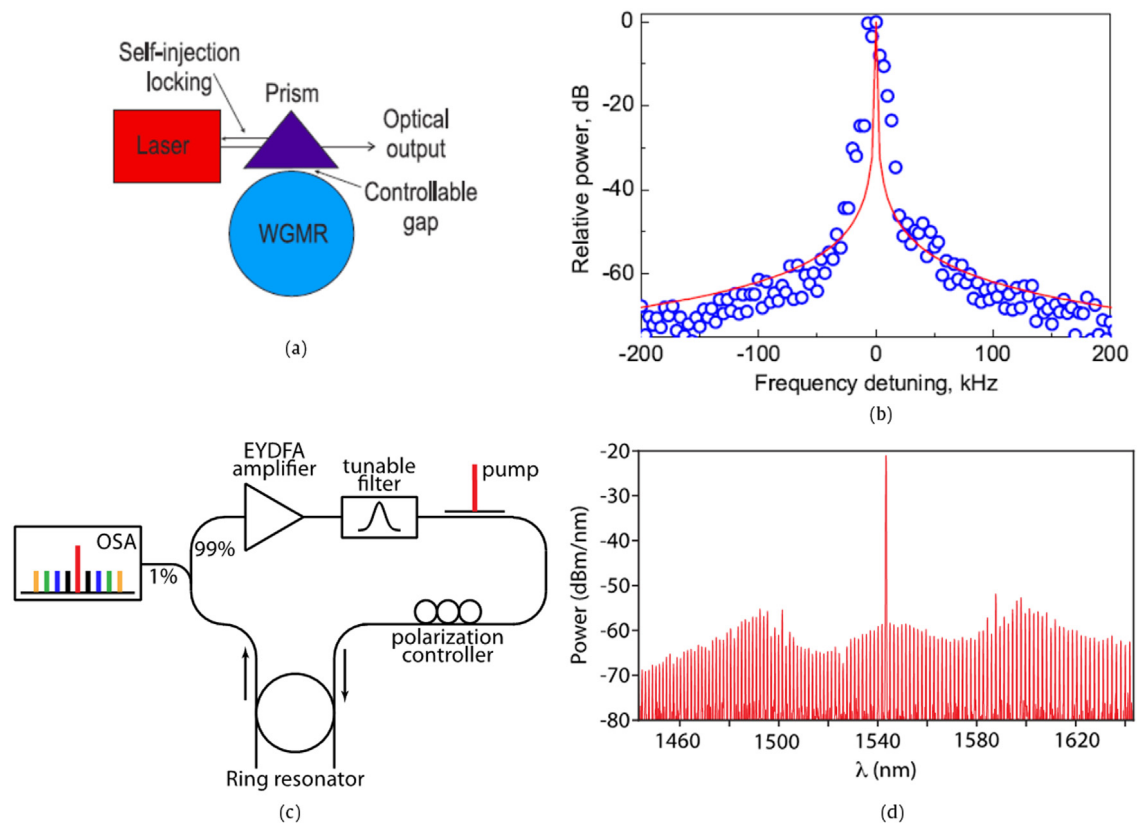 Self-injection
locking
Prism
Laser
Optical
output
Controllable
gap
WGMR
(a)
0
-20
-40
-60
Relative power, dB
-200
-100
0
100
200
Frequency detuning, kHz
(b)
EYDFA
amplifier
tunable
filter
pump
OSA
99%
1%
polarization
controller
Ring resonator
(c)
-20
-30
-40
-50
-60
-70
-80
Power (dBm/nm)
1460
1500
1540
1580
1620
λ (nm)
(d)